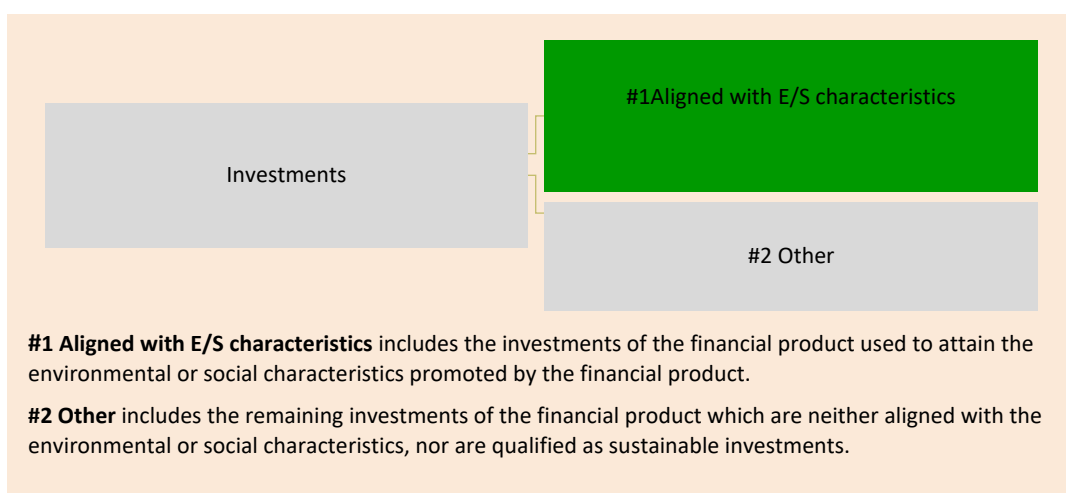 #1Aligned with E/S characteristics
Investments
#2 Other
#1 Aligned with E/S characteristics includes the investments of the financial product used to attain the
environmental or social characteristics promoted by the financial product.
#2 Other includes the remaining investments of the financial product which are neither aligned with the
environmental or social characteristics, nor are qualified as sustainable investments.